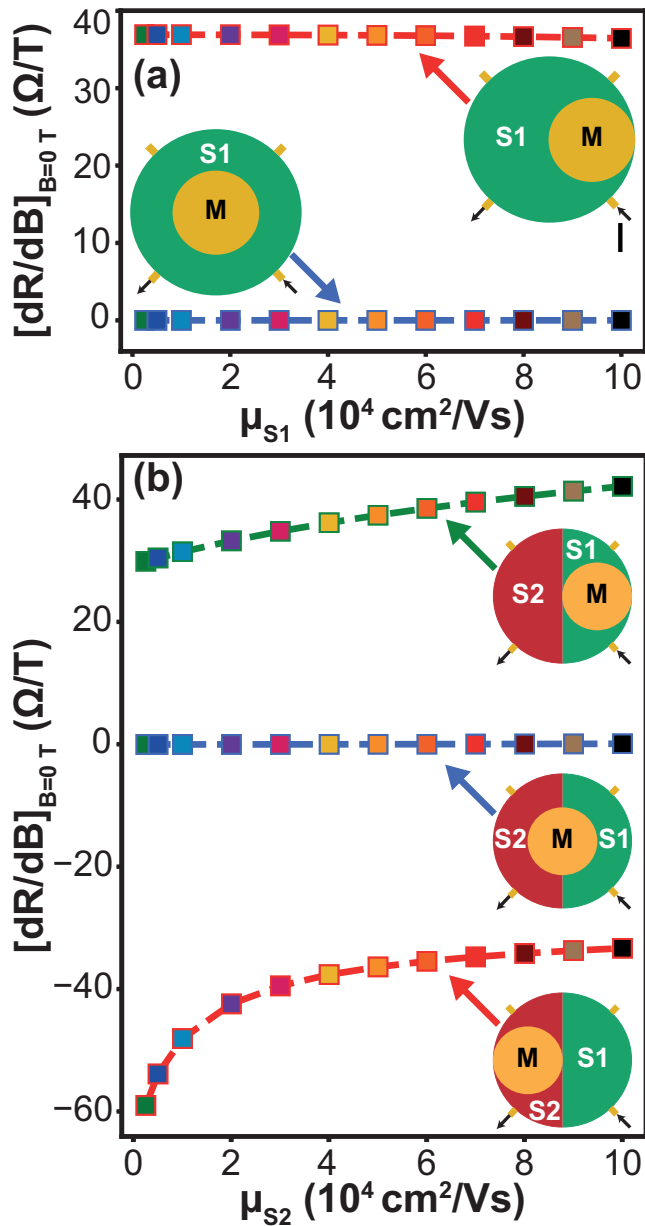 40
(a)
30
S1
M
S1
M
20
10
I
0
[dR/dB]B=0 T (Ω/T)
0 2 4 6 8 10
μS1 (10⁴ cm²/Vs)
(b)
40
S1
S2
M
20
0
S2
M
S1
−20
−40
M
S1
S2
−60
[dR/dB]B=0 T (Ω/T)
0 2 4 6 8 10
μS2 (10⁴ cm²/Vs)